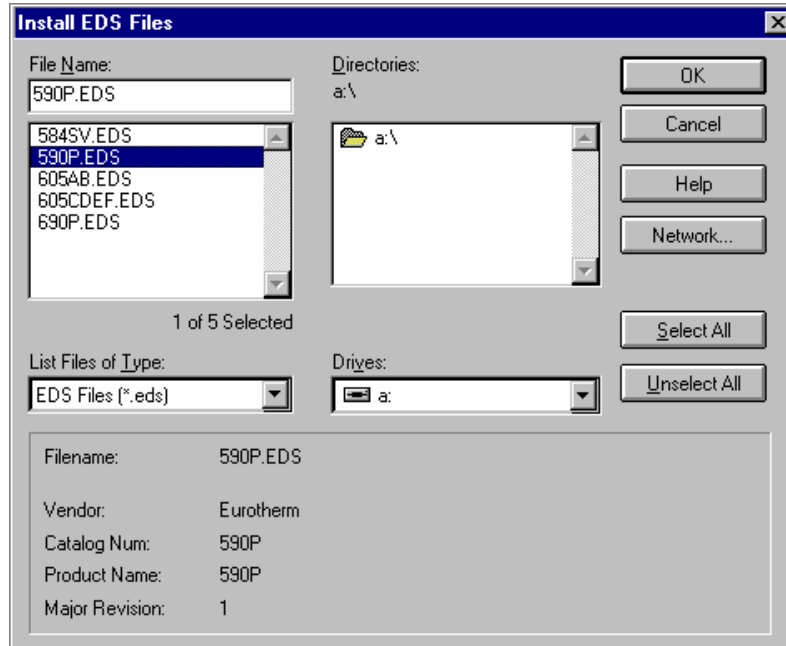 Install EDS Files
File Name:
590P.EDS
584SV.EDS
590P.EDS
605AB.EDS
605CDEF.EDS
690P.EDS
1 of 5 Selected
List Files of Type:
EDS Files (*.eds)
Directories:
a:\
a:\
Drives:
a:
OK
Cancel
Help
Network...
Select All
Unselect All
Filename: 590P.EDS
Vendor: Eurotherm
Catalog Num: 590P
Product Name: 590P
Major Revision: 1